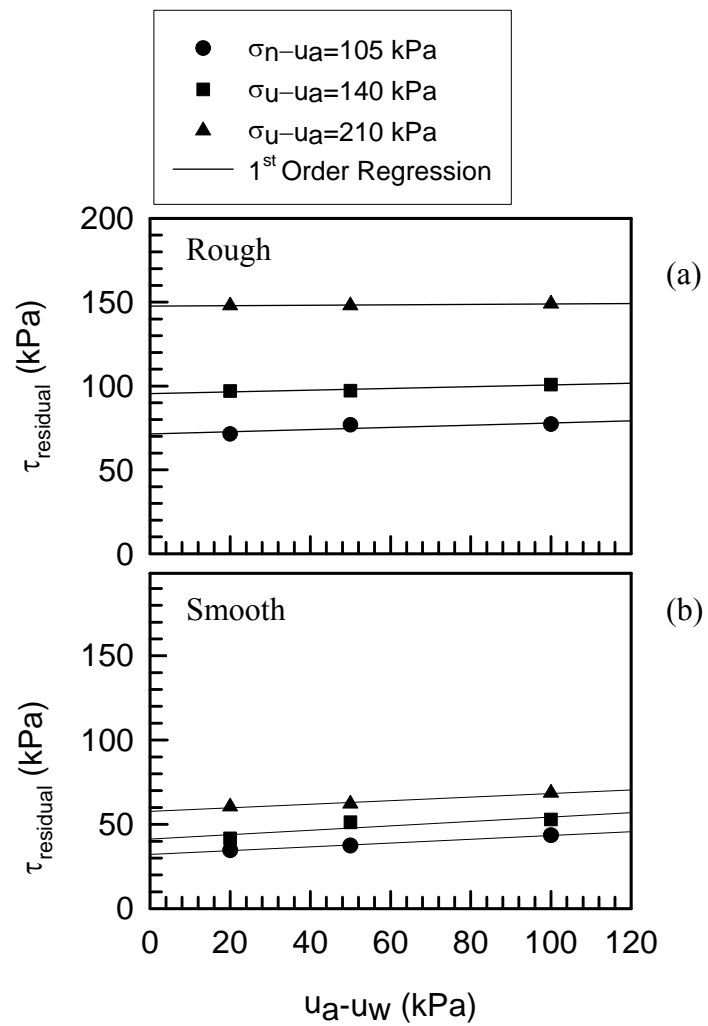 σn−ua=105 kPa
σu−ua=140 kPa
σu−ua=210 kPa
1st Order Regression
200
Rough
(a)
150
100
50
0
τresidual (kPa)
Smooth
(b)
150
100
50
0
τresidual (kPa)
0 20 40 60 80 100 120
ua-uw (kPa)